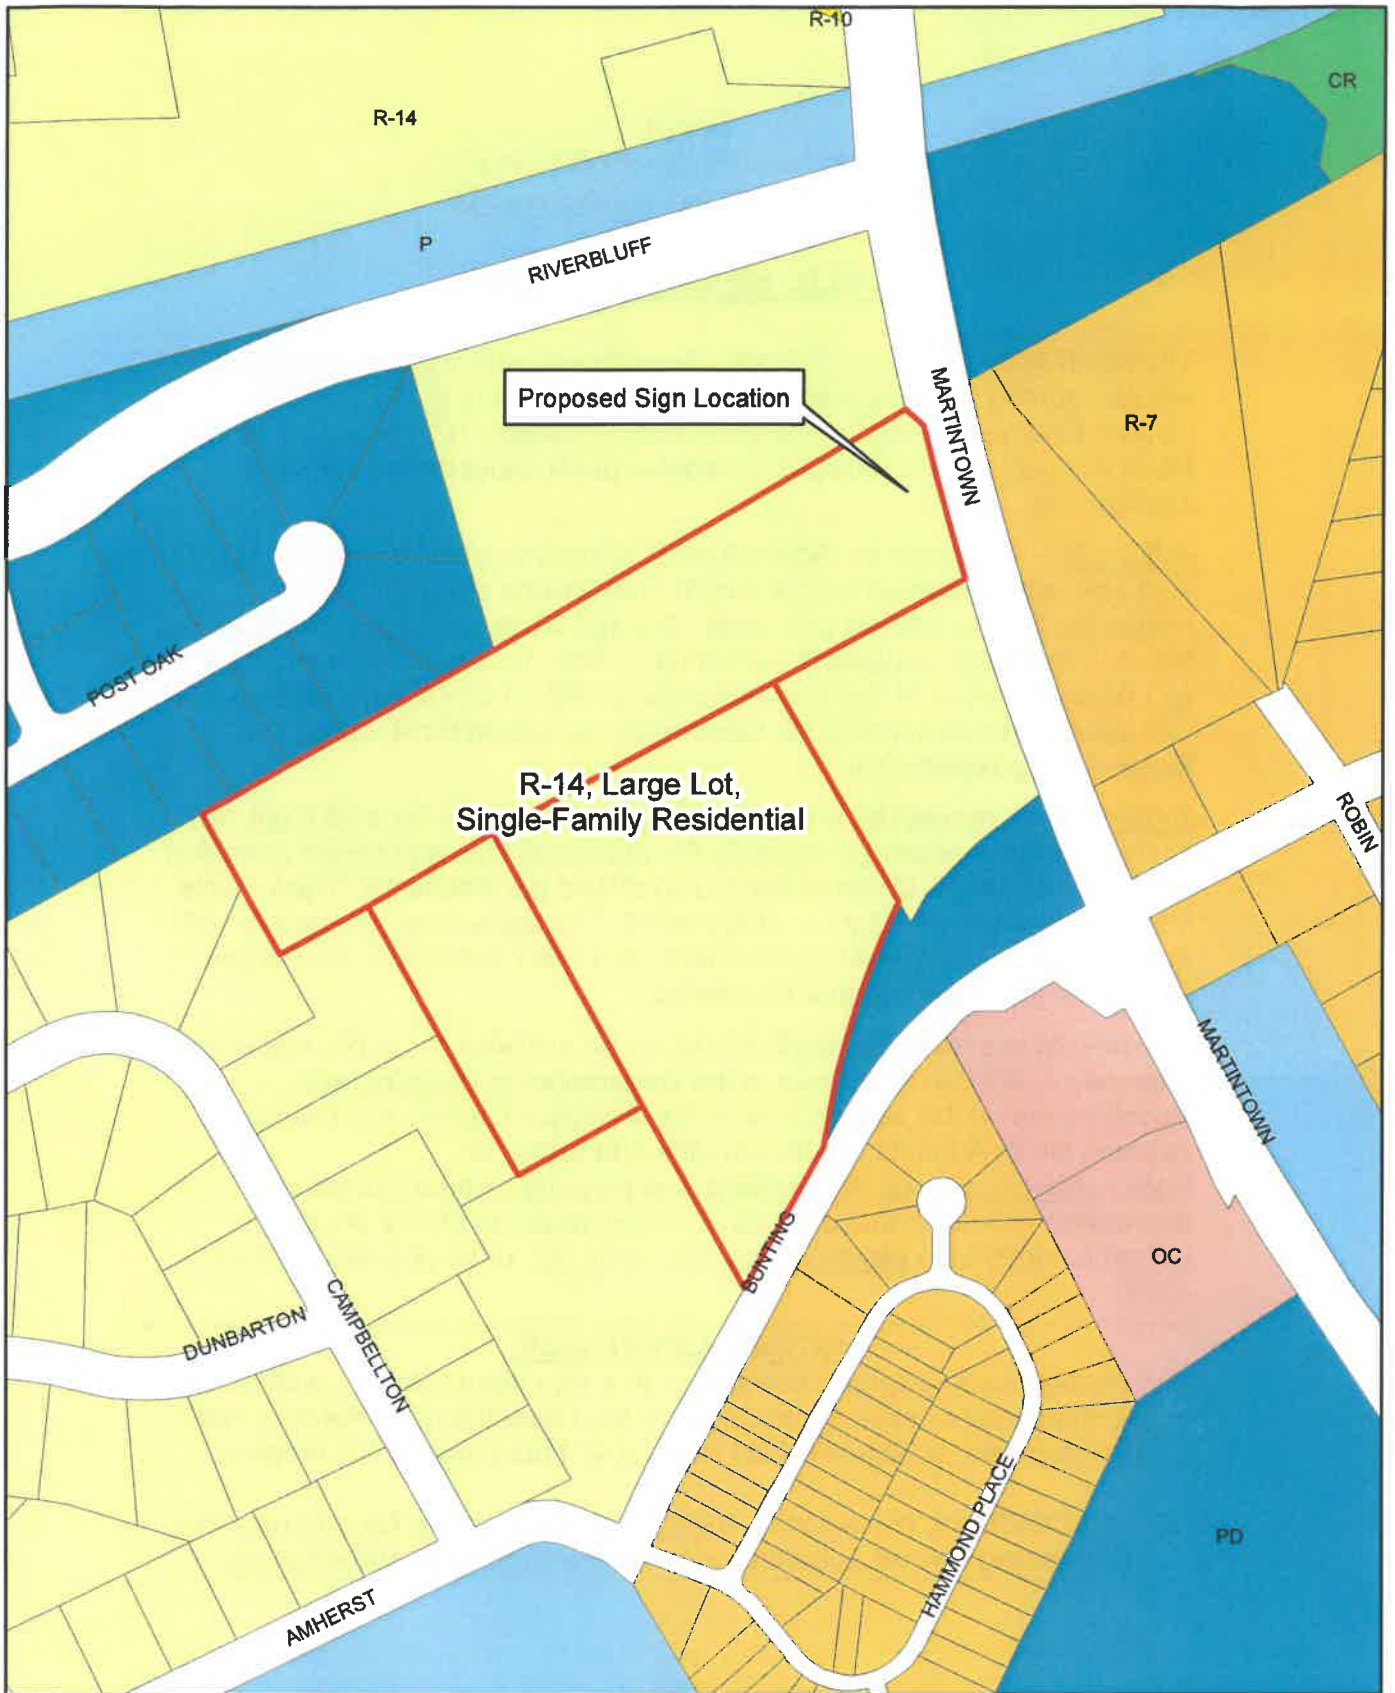 R-10
CR
R-14
P
RIVERBLUFF
Proposed Sign Location
MARTINTOWN
R-7
POST OAK
R-14, Large Lot,
Single-Family Residential
ROBIN
MARTINTOWN
BUNTING
OC
CAMPBELLTON
DUNBARTON
HAMMOND PLACE
PD
AMHERST